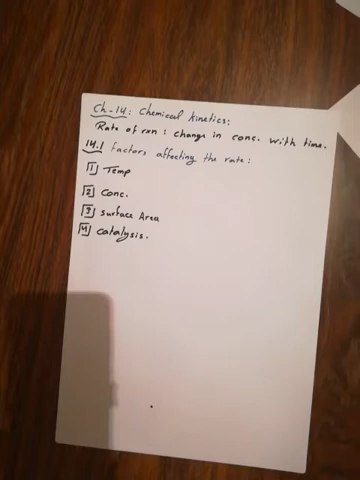 Ch-14: Chemical kinetics:
Rate of rxn: change in conc. with time.
14.1 Factors affecting the rate:
1 Temp
2 Conc.
3 surface Area
4 catalysis.